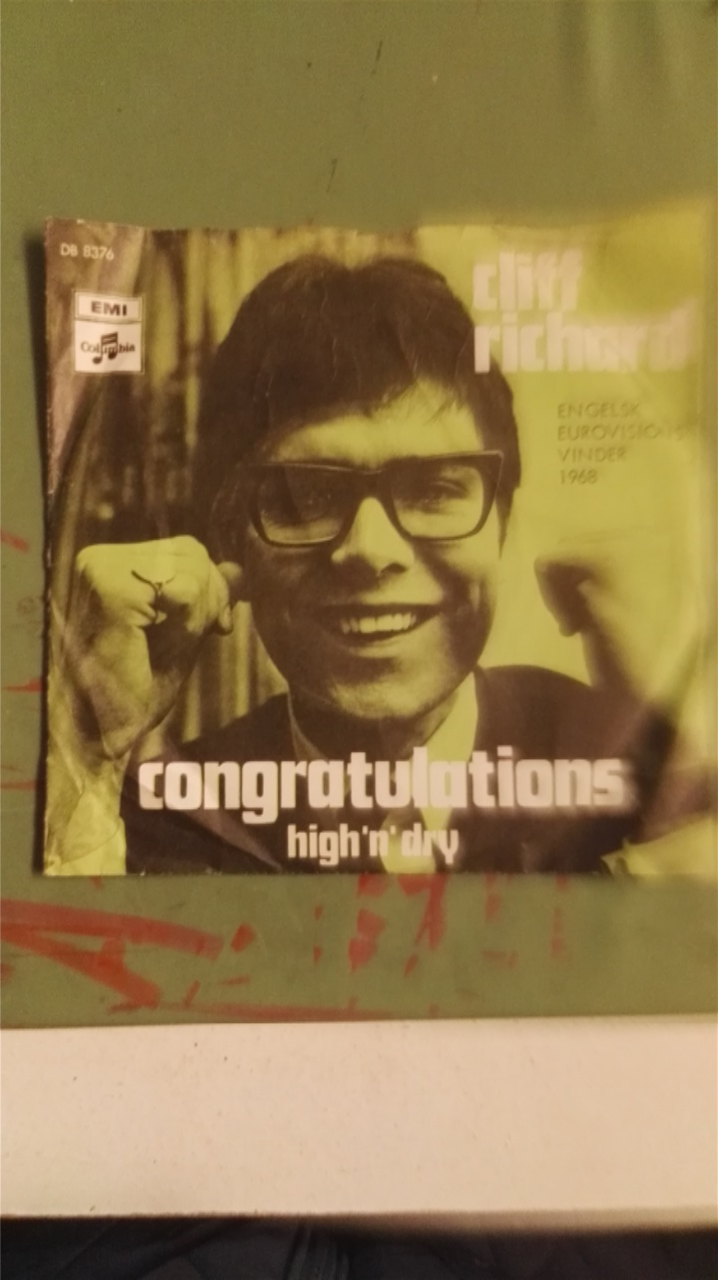 DB 8376
EMI
Columbia
cliff
richard
ENGELSK
EUROVISIONS
VINDER
1968
congratulations
high'n'dry